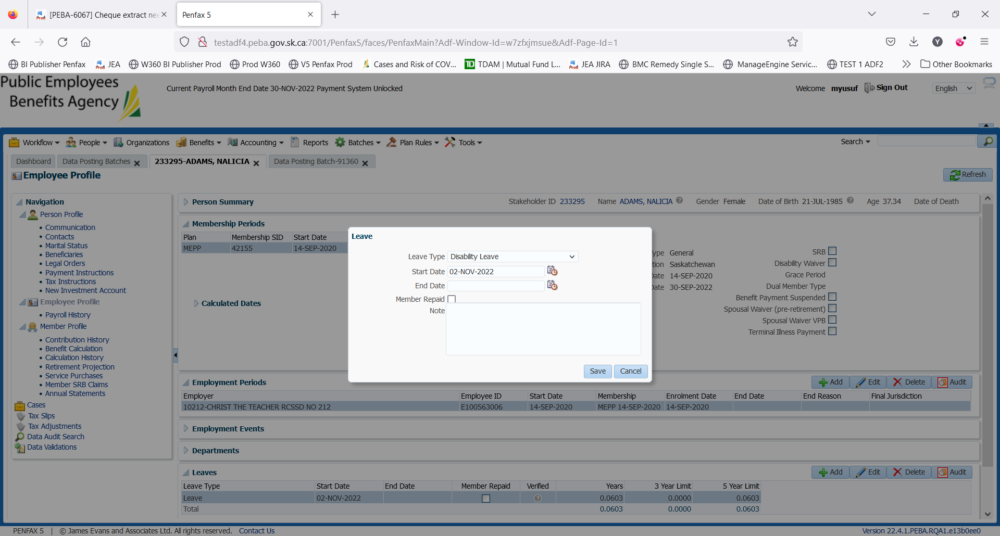 [PEBA-6067] Cheque extract nee
Penfax 5
testadf4.peba.gov.sk.ca:7001/Penfax5/faces/PenfaxMain?Adf-Window-Id=w7zfxjmsue&Adf-Page-Id=1
BI Publisher Penfax JEA W360 BI Publisher Prod Prod W360 V5 Penfax Prod Cases and Risk of COV... TD TDAM | Mutual Fund L... JEA JIRA BMC Remedy Single S... ManageEngine Servic... TEST 1 ADF2 Other Bookmarks
Public Employees
Benefits Agency
Current Payroll Month End Date 30-NOV-2022 Payment System Unlocked
Welcome myusuf Sign Out English
Workflow People Organizations Benefits Accounting Reports Batches Plan Rules Tools Search
Dashboard Data Posting Batches 233295-ADAMS, NALICIA Data Posting Batch-91360
Employee Profile
Refresh
Navigation
Person Profile
Communication
Contacts
Marital Status
Beneficiaries
Legal Orders
Payment Instructions
Tax Instructions
New Investment Account
Employee Profile
Payroll History
Member Profile
Contribution History
Benefit Calculation
Calculation History
Retirement Projection
Service Purchases
Member SRB Claims
Annual Statements
Cases
Tax Slips
Tax Adjustments
Data Audit Search
Data Validations
Person Summary
Stakeholder ID 233295 Name ADAMS, NALICIA Gender Female Date of Birth 21-JUL-1985 Age 37.34 Date of Death
Membership Periods
Plan Membership SID Start Date
MEPP 42155 14-SEP-2020
Calculated Dates
ype General
tion Saskatchewan
Date 14-SEP-2020
Date 30-SEP-2022
SRB
Disability Waiver
Grace Period
Dual Member Type
Benefit Payment Suspended
Spousal Waiver (pre-retirement)
Spousal Waiver VPB
Terminal Illness Payment
Leave
Leave Type Disability Leave
Start Date 02-NOV-2022
End Date
Member Repaid
Note
Save Cancel
Employment Periods
Add Edit Delete Audit
Employer Employee ID Start Date Membership Enrolment Date End Date End Reason Final Jurisdiction
10212-CHRIST THE TEACHER RCSSD NO 212 E100563006 14-SEP-2020 MEPP 14-SEP-2020 14-SEP-2020
Employment Events
Departments
Leaves
Add Edit Delete Audit
Leave Type Start Date End Date Member Repaid Verified Years 3 Year Limit 5 Year Limit
Leave 02-NOV-2022 0.0603 0.0000 0.0603
Total 0.0603 0.0000 0.0603
PENFAX 5 | © James Evans and Associates Ltd. All rights reserved. Contact Us
Version 22.4.1.PEBA.RQA1.e13b0ee0